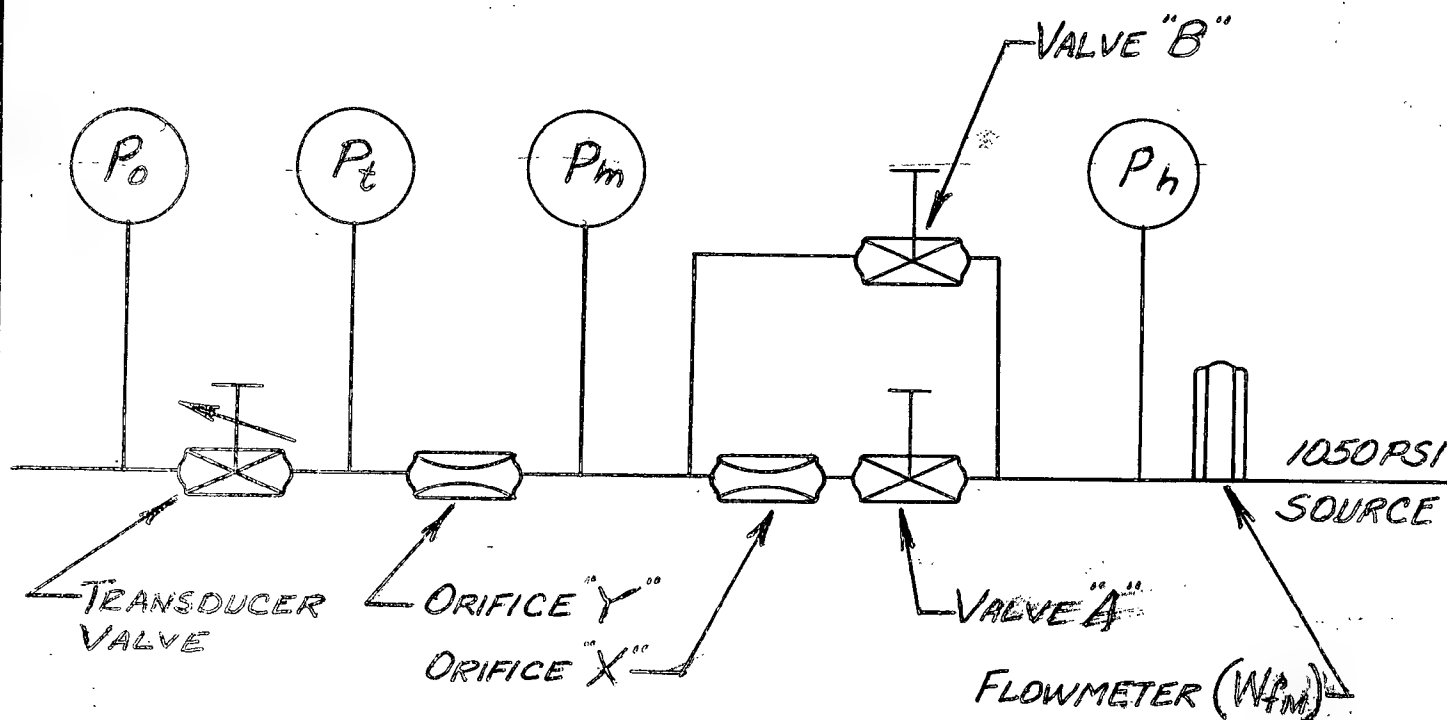 VALVE "B"
Po
Pt
Pm
Ph
1050 PSI
SOURCE
TRANSDUCER
VALVE
ORIFICE "Y"
ORIFICE "X"
VALVE "A"
FLOWMETER (WfM)